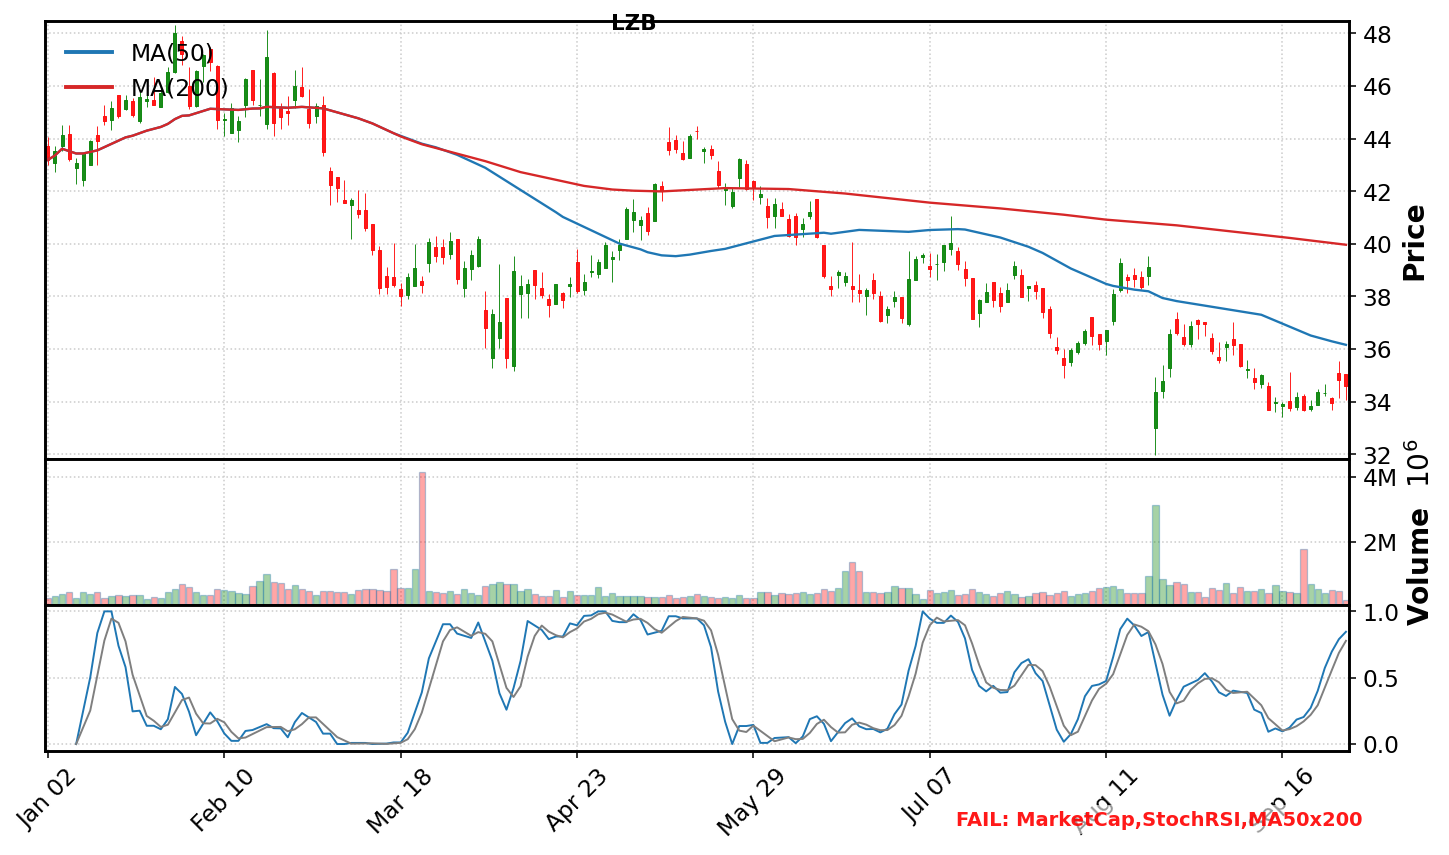 LZB
MA(50)
MA(200)
48
46
44
42
40
38
36
34
32
Price
4M
2M
Volume 10^6
1.0
0.5
0.0
Jan 02
Feb 10
Mar 18
Apr 23
May 29
Jul 07
Aug 11
Sep 16
FAIL: MarketCap,StochRSI,MA50x200